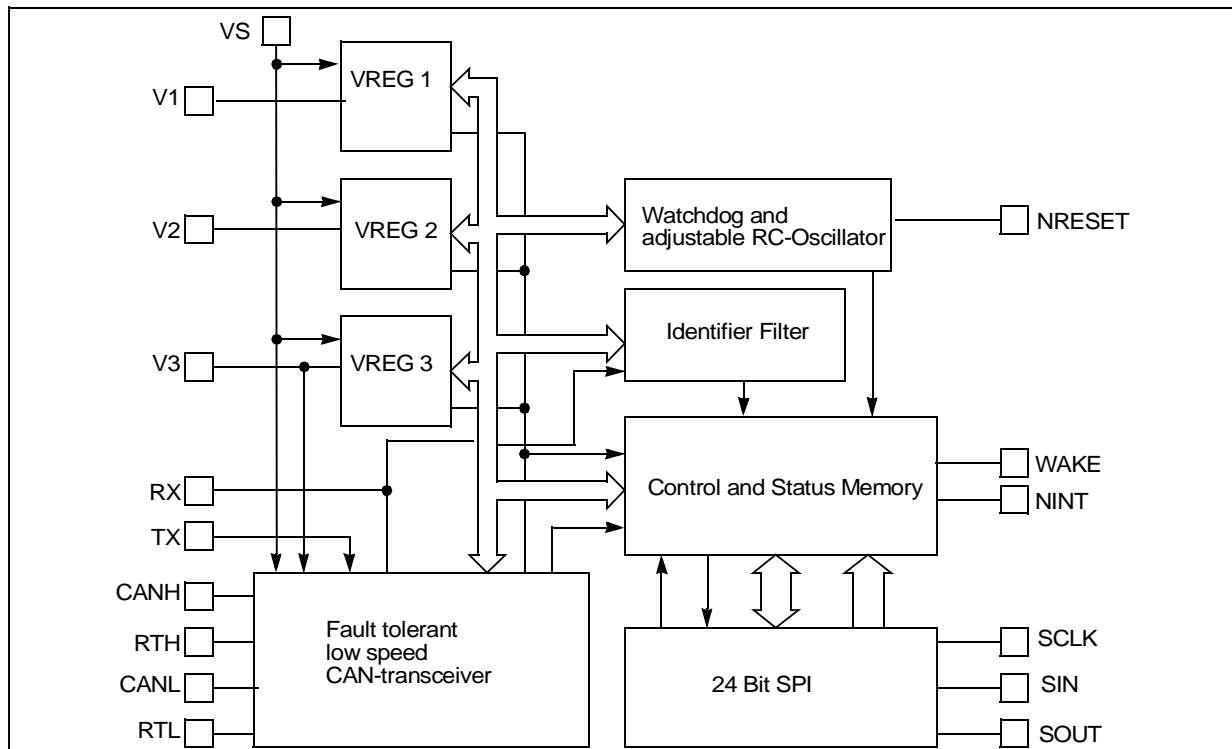 VS
VREG 1
V1
VREG 2
V2
Watchdog and
adjustable RC-Oscillator
NRESET
Identifier Filter
VREG 3
V3
Control and Status Memory
WAKE
NINT
RX
TX
CANH
RTH
CANL
RTL
Fault tolerant
low speed
CAN-transceiver
24 Bit SPI
SCLK
SIN
SOUT